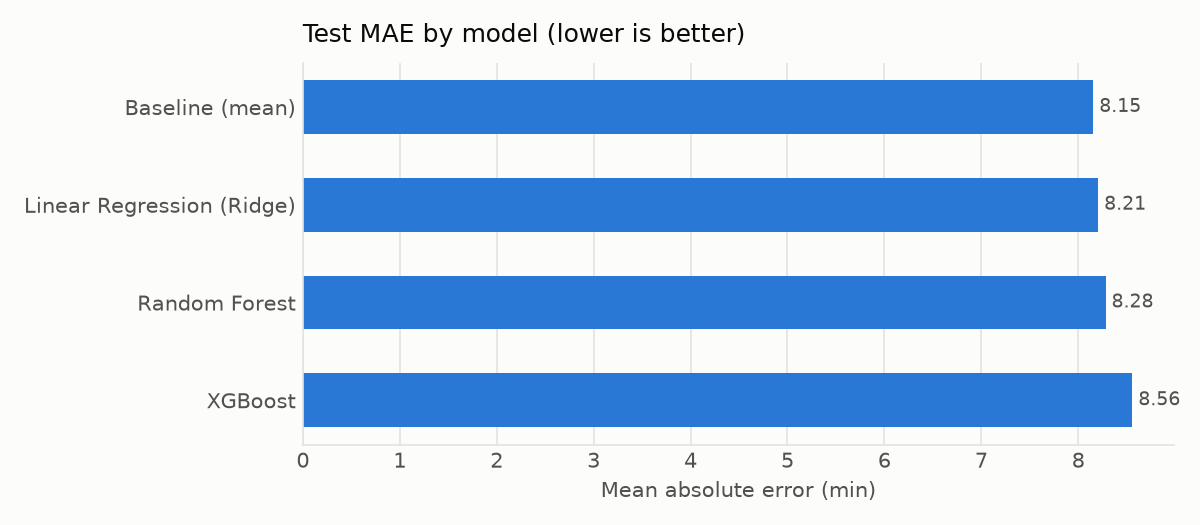 Test MAE by model (lower is better)
Baseline (mean)
8.15
Linear Regression (Ridge)
8.21
Random Forest
8.28
XGBoost
8.56
0 1 2 3 4 5 6 7 8
Mean absolute error (min)